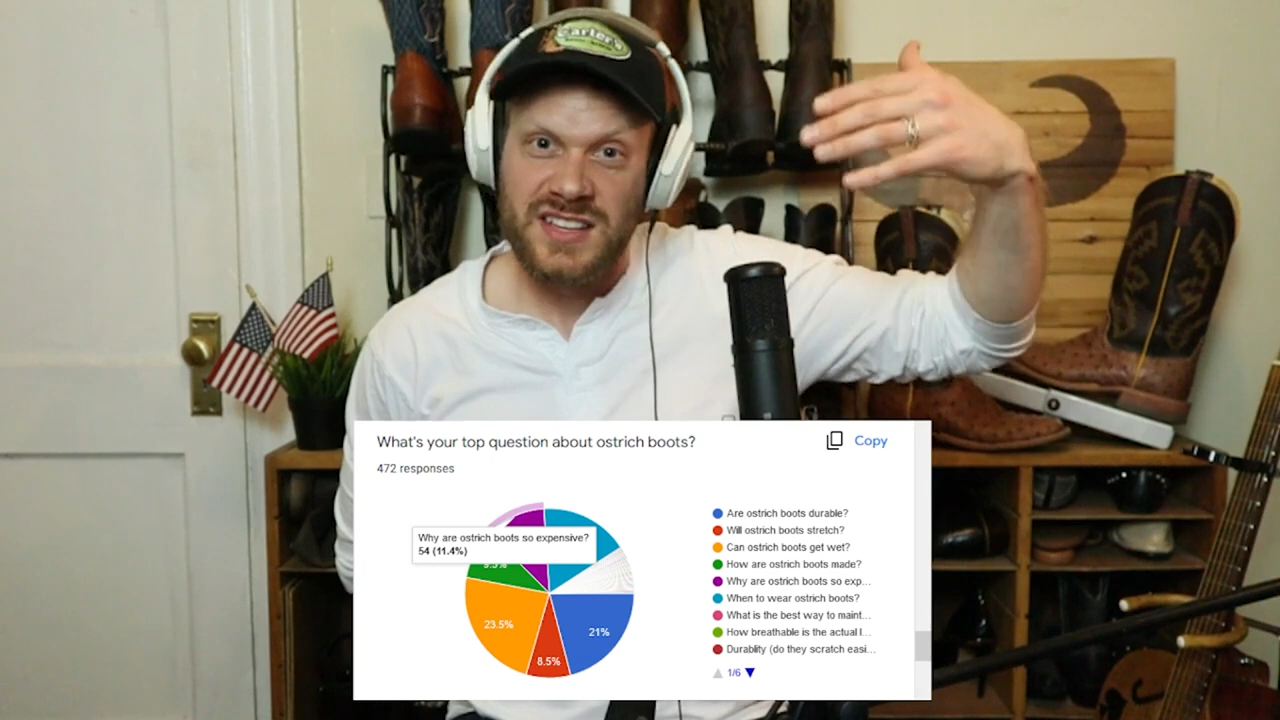 Carter's
What's your top question about ostrich boots?
Copy
472 responses
Why are ostrich boots so expensive?
54 (11.4%)
9.5%
23.5%
8.5%
21%
Are ostrich boots durable?
Will ostrich boots stretch?
Can ostrich boots get wet?
How are ostrich boots made?
Why are ostrich boots so exp...
When to wear ostrich boots?
What is the best way to maint...
How breathable is the actual l...
Durablity (do they scratch easi...
1/6